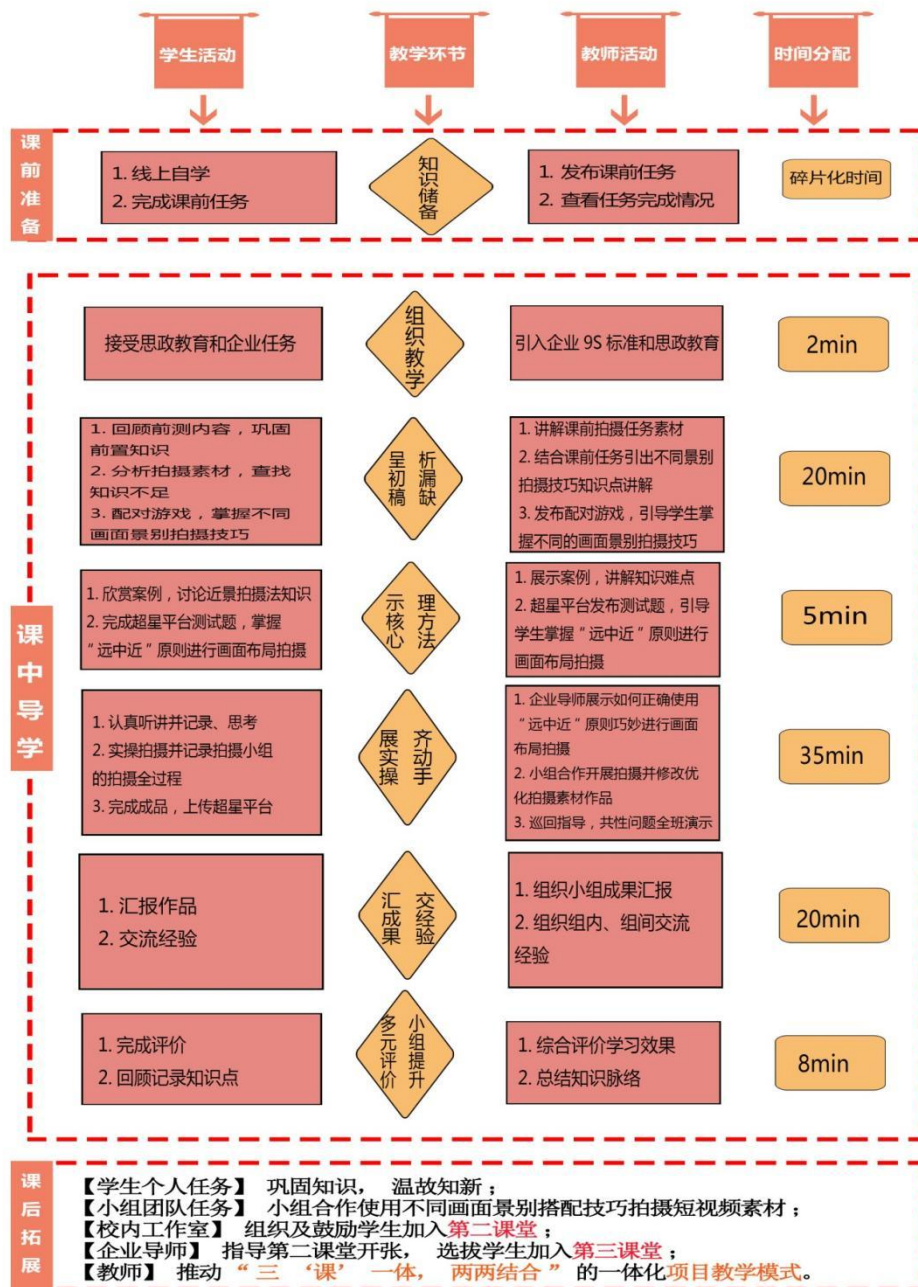 学生活动
教学环节
教师活动
时间分配
课前准备
1. 线上自学
2. 完成课前任务
知识储备
1. 发布课前任务
2. 查看任务完成情况
碎片化时间
课中导学
接受思政教育和企业任务
组织教学
引入企业 9S 标准和思政教育
2min
1. 回顾前测内容，巩固
前置知识
2. 分析拍摄素材，查找
知识不足
3. 配对游戏，掌握不同
画面景别拍摄技巧
呈初稿
析漏缺
1. 讲解课前拍摄任务素材
2. 结合课前任务引出不同景别
拍摄技巧知识点讲解
3. 发布配对游戏，引导学生掌
握不同的画面景别拍摄技巧
20min
1. 欣赏案例，讨论近景拍摄法知识
2. 完成超星平台测试题，掌握
“远中近”原则进行画面布局拍摄
示核心
理方法
1. 展示案例，讲解知识难点
2. 超星平台发布测试题，引导
学生掌握“远中近”原则进行
画面布局拍摄
5min
1. 认真听讲并记录、思考
2. 实操拍摄并记录拍摄小组
的拍摄全过程
3. 完成成品，上传超星平台
展实操
齐动手
1. 企业导师展示如何正确使用
“远中近”原则巧妙进行画面
布局拍摄
2. 小组合作开展拍摄并修改优
化拍摄素材作品
3. 巡回指导，共性问题全班演示
35min
1. 汇报作品
2. 交流经验
汇成果
交经验
1. 组织小组成果汇报
2. 组织组内、组间交流
经验
20min
1. 完成评价
2. 回顾记录知识点
多元评价
小组提升
1. 综合评价学习效果
2. 总结知识脉络
8min
课后拓展
【学生个人任务】 巩固知识， 温故知新；
【小组团队任务】 小组合作使用不同画面景别搭配技巧拍摄短视频素材；
【校内工作室】 组织及鼓励学生加入第二课堂；
【企业导师】 指导第二课堂开张， 选拔学生加入第三课堂；
【教师】 推动 “三 ‘课’ 一体， 两两结合” 的一体化项目教学模式。